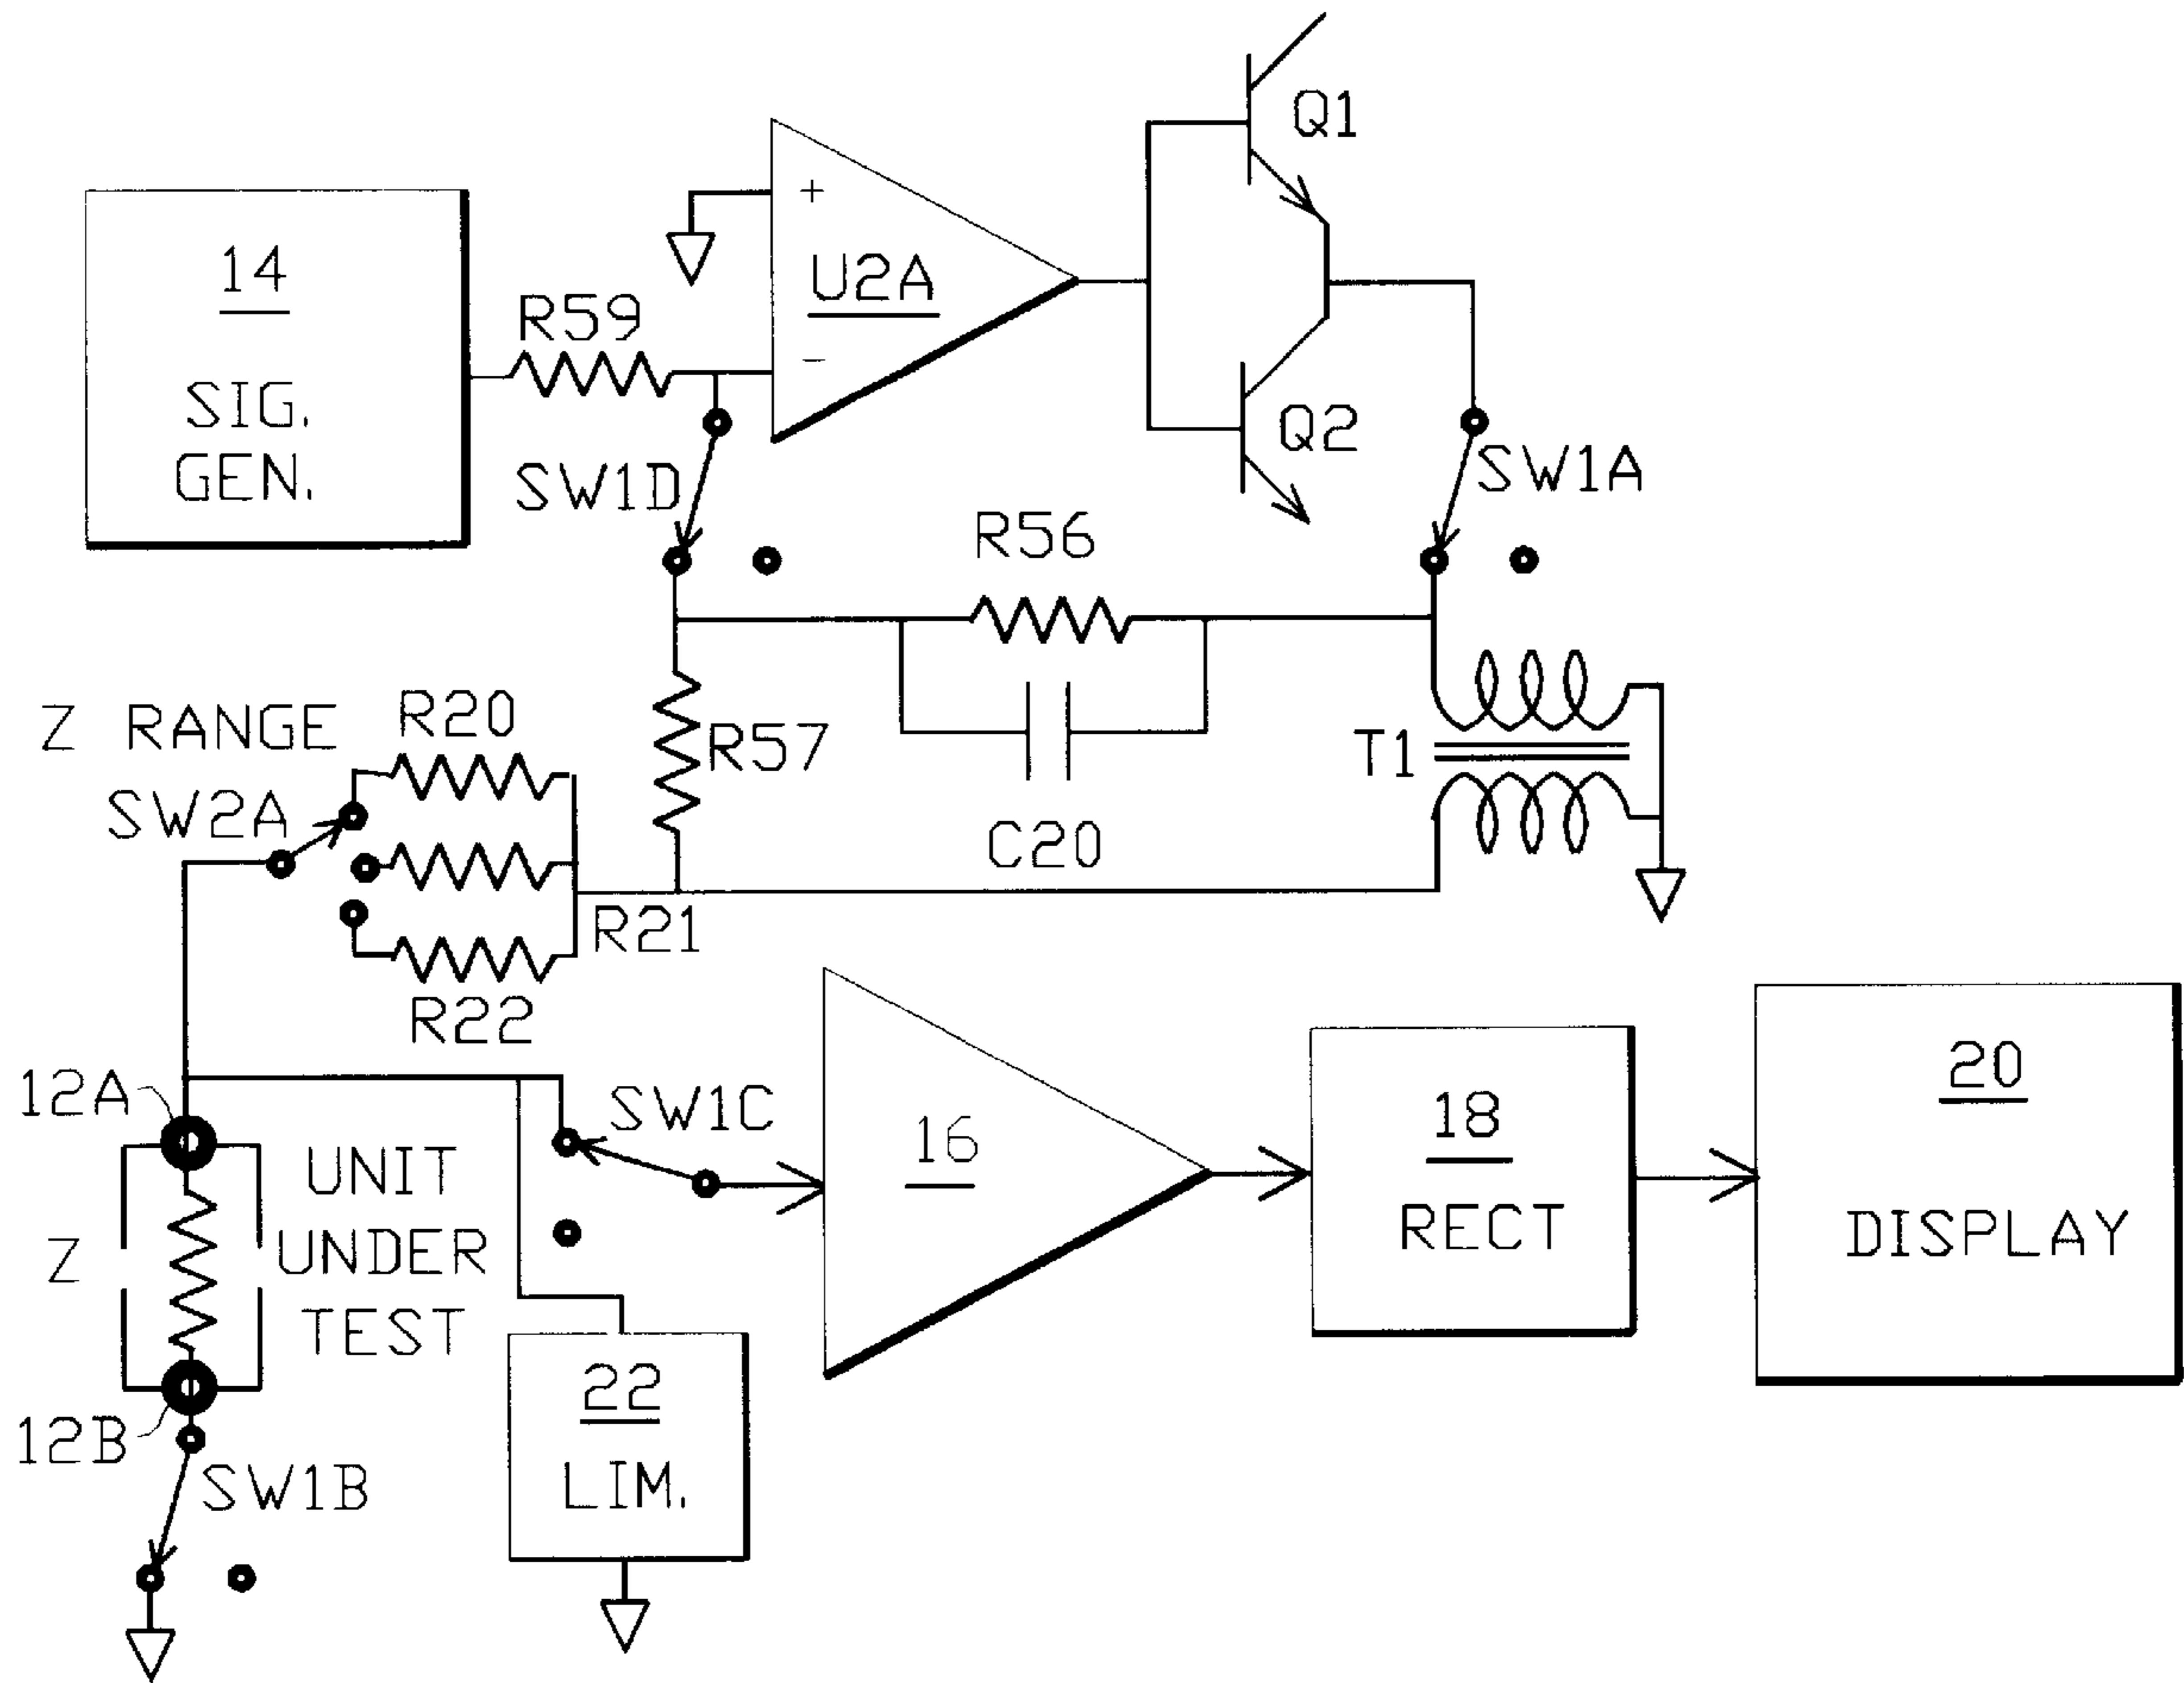 Q1
14
SIG.
GEN.
R59
+
U2A
−
Q2
SW1D
SW1A
R56
Z RANGE
SW2A
R20
R57
T1
C20
R21
R22
12A
UNIT
UNDER
TEST
Z
12B
SW1B
SW1C
16
18
RECT
20
DISPLAY
22
LIM.